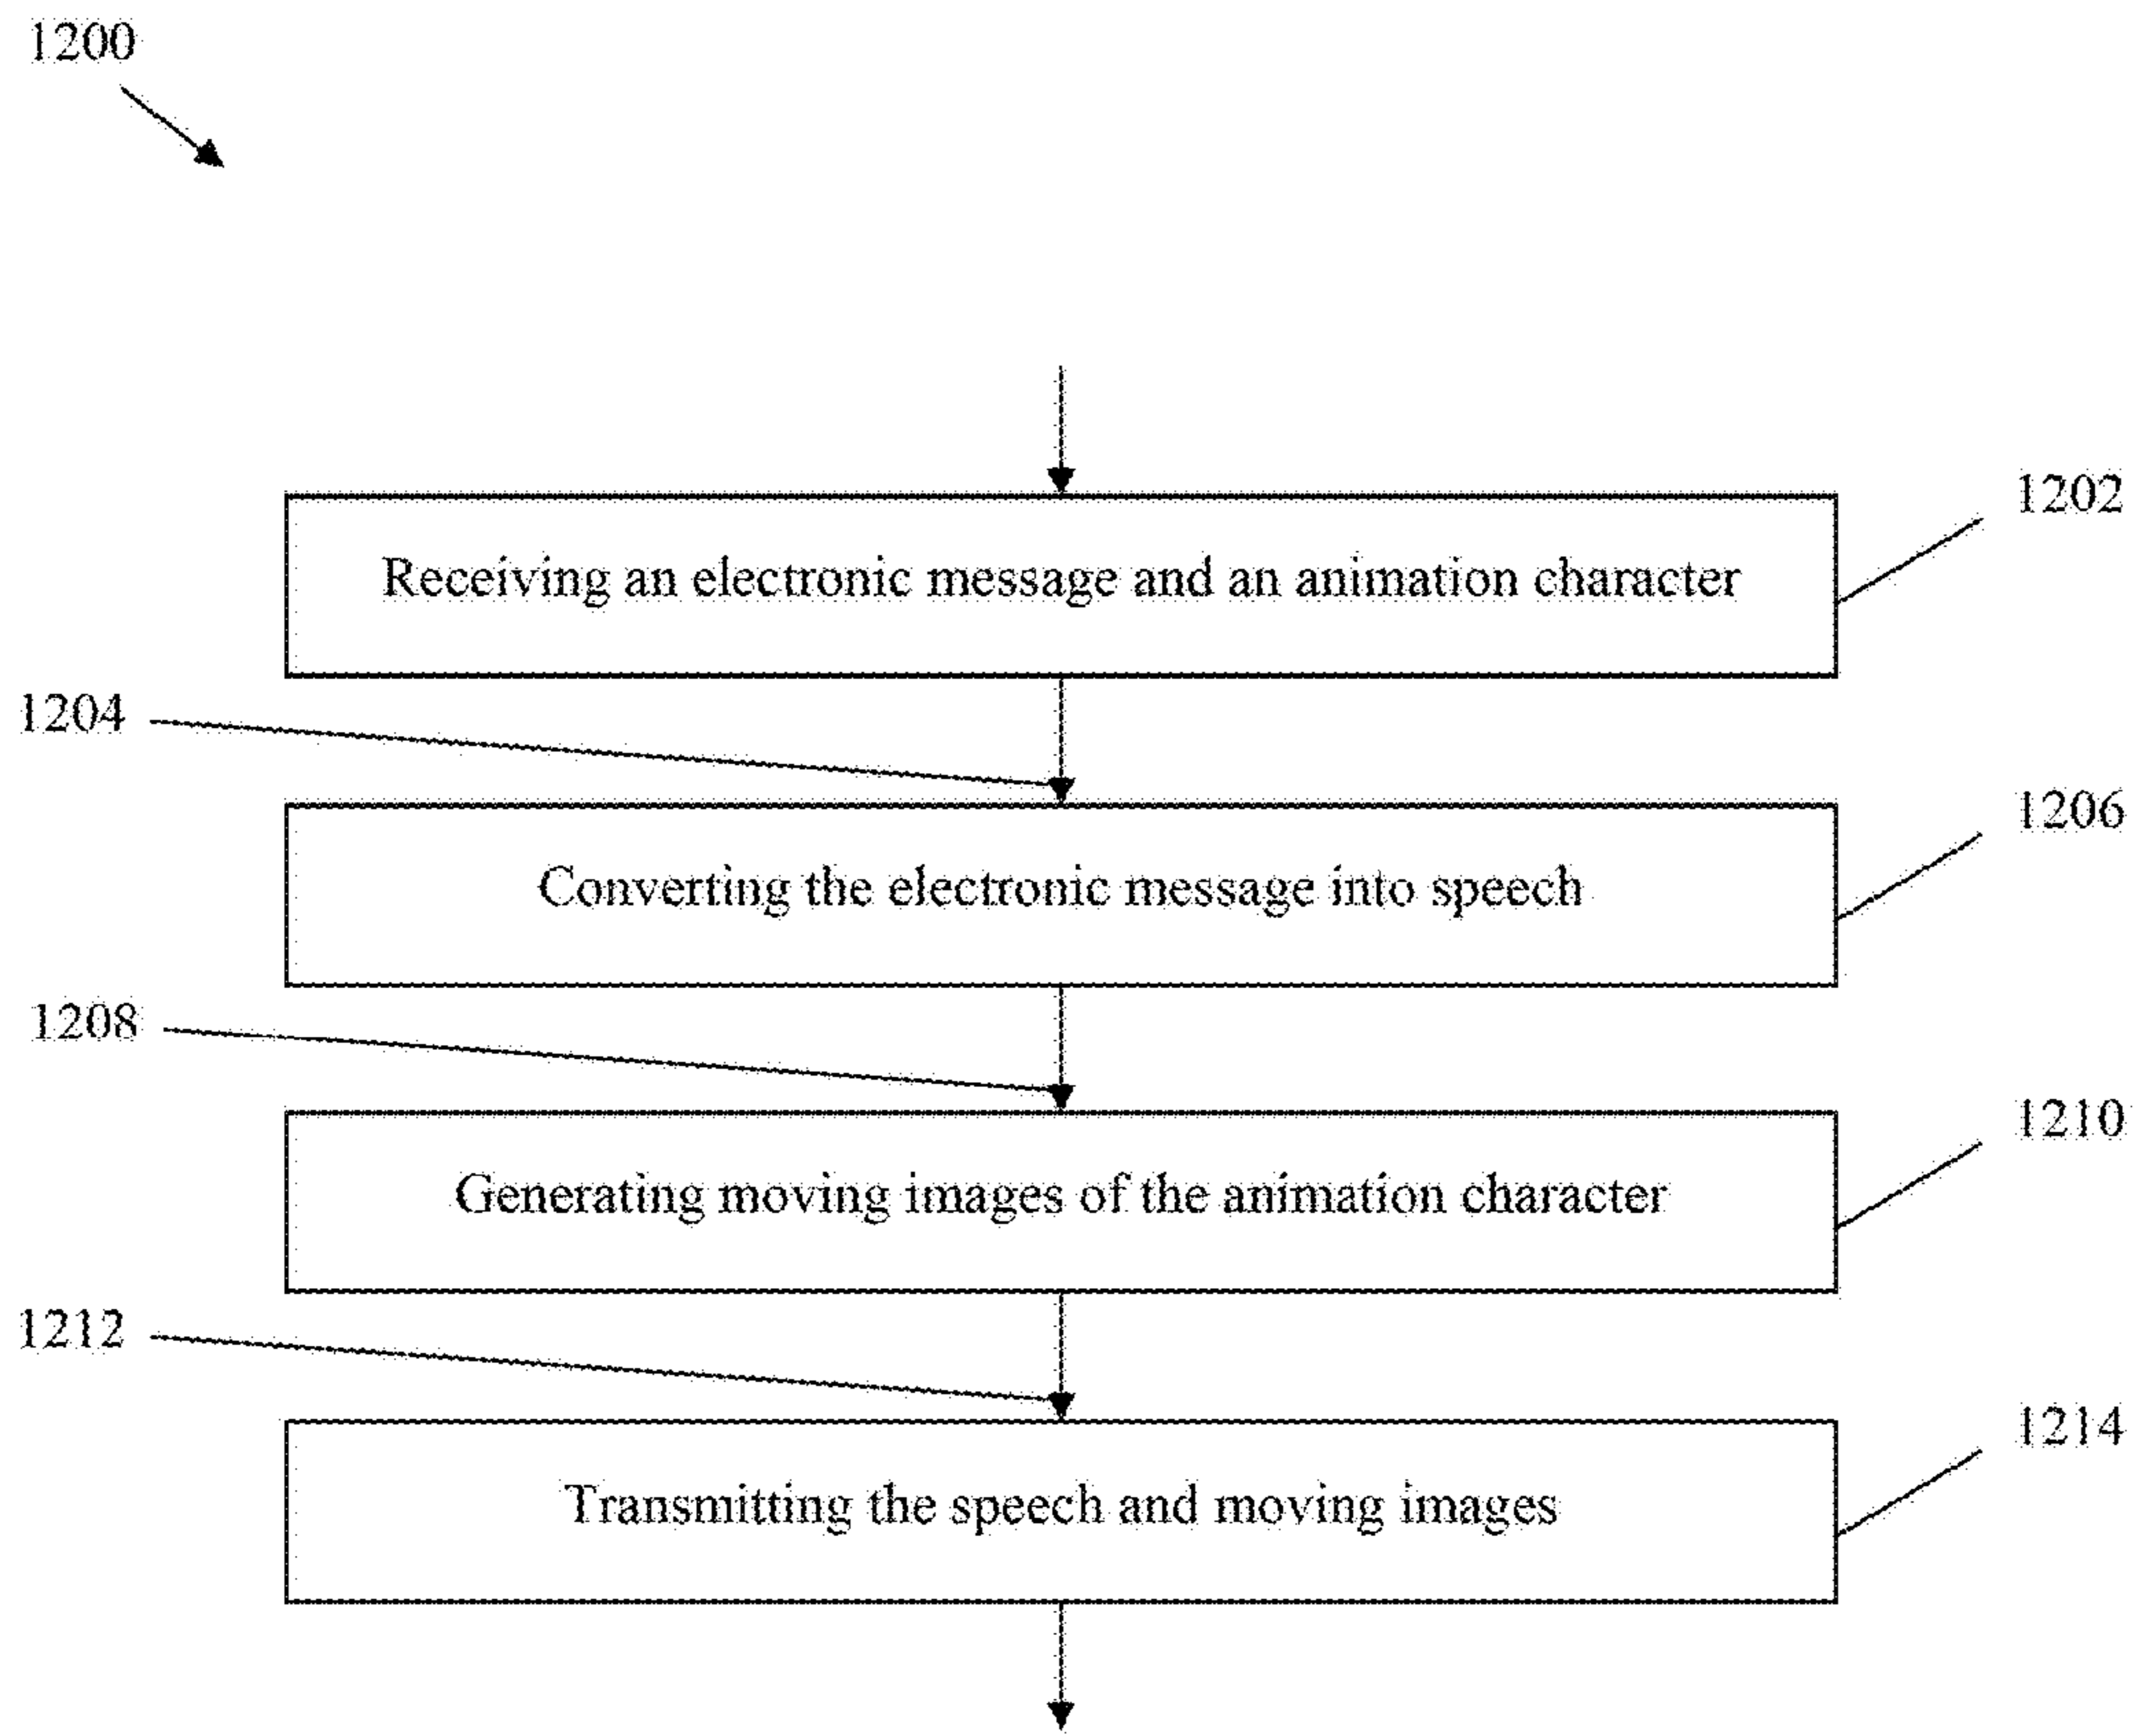 1200
1202
Receiving an electronic message and an animation character
1204
1206
Converting the electronic message into speech
1208
1210
Generating moving images of the animation character
1212
1214
Transmitting the speech and moving images